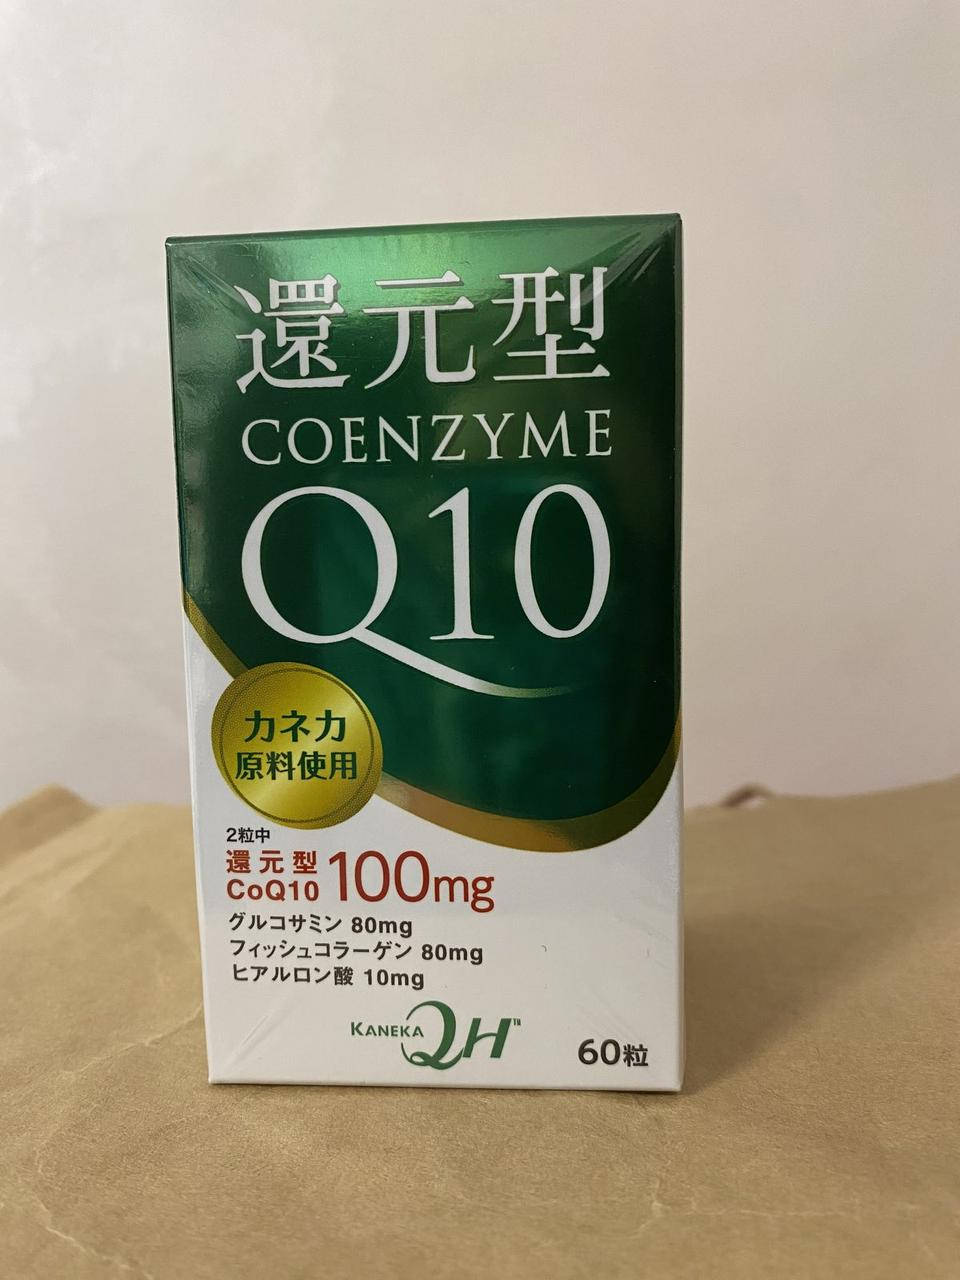 還元型
COENZYME
Q10
カネカ
原料使用
2粒中
還元型
CoQ10 100mg
グルコサミン 80mg
フィッシュコラーゲン 80mg
ヒアルロン酸 10mg
KANEKA QH™
60粒